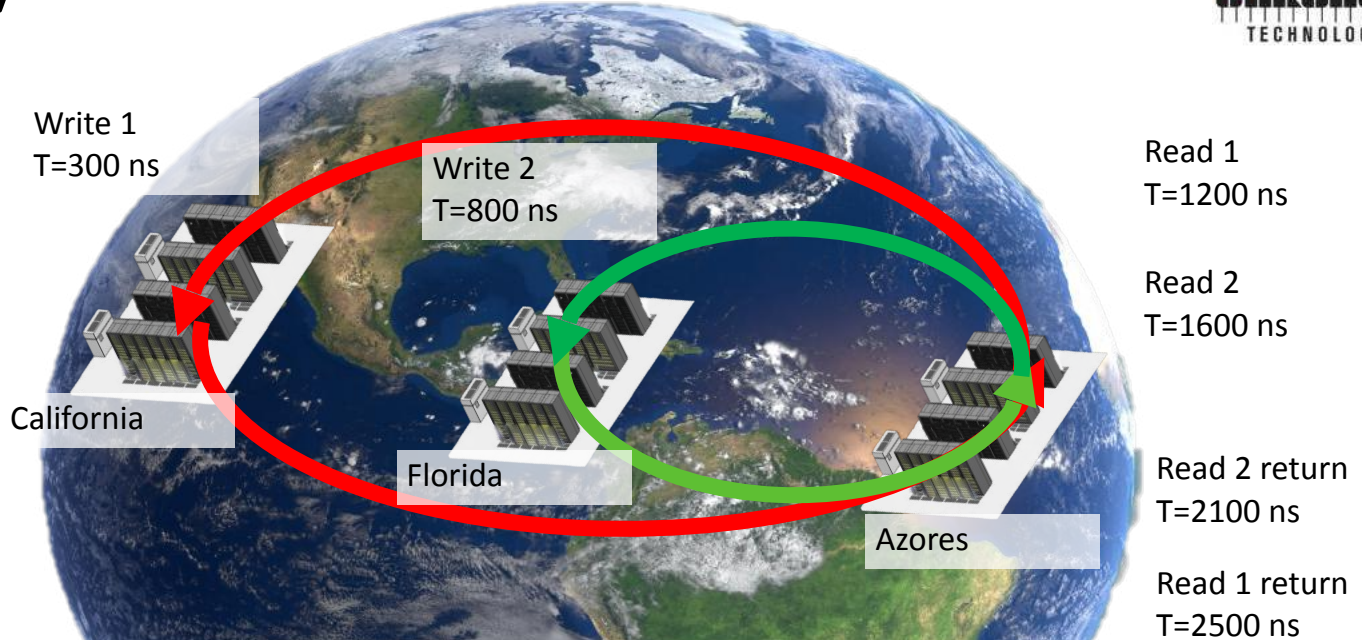 TECHNOLO
Write 1
T=300 ns
Write 2
T=800 ns
Read 1
T=1200 ns
Read 2
T=1600 ns
California
Florida
Azores
Read 2 return
T=2100 ns
Read 1 return
T=2500 ns